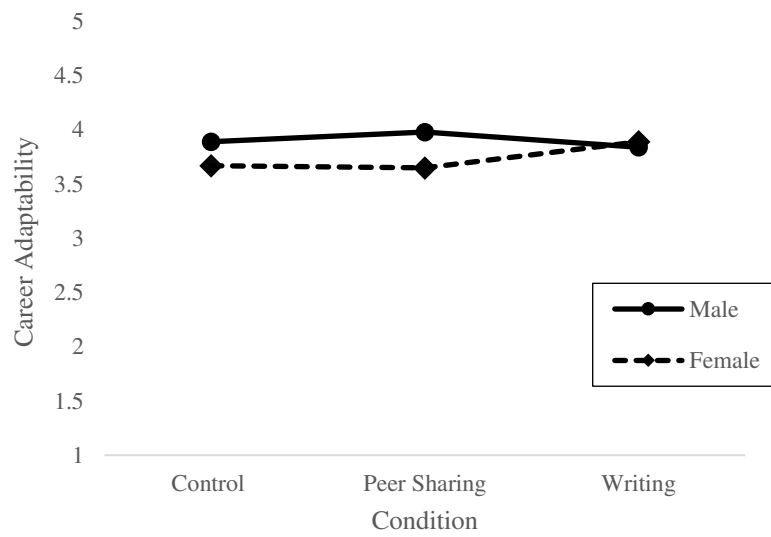 5
4.5
4
3.5
3
2.5
2
1.5
1
Career Adaptability
Male
Female
Control
Peer Sharing
Writing
Condition